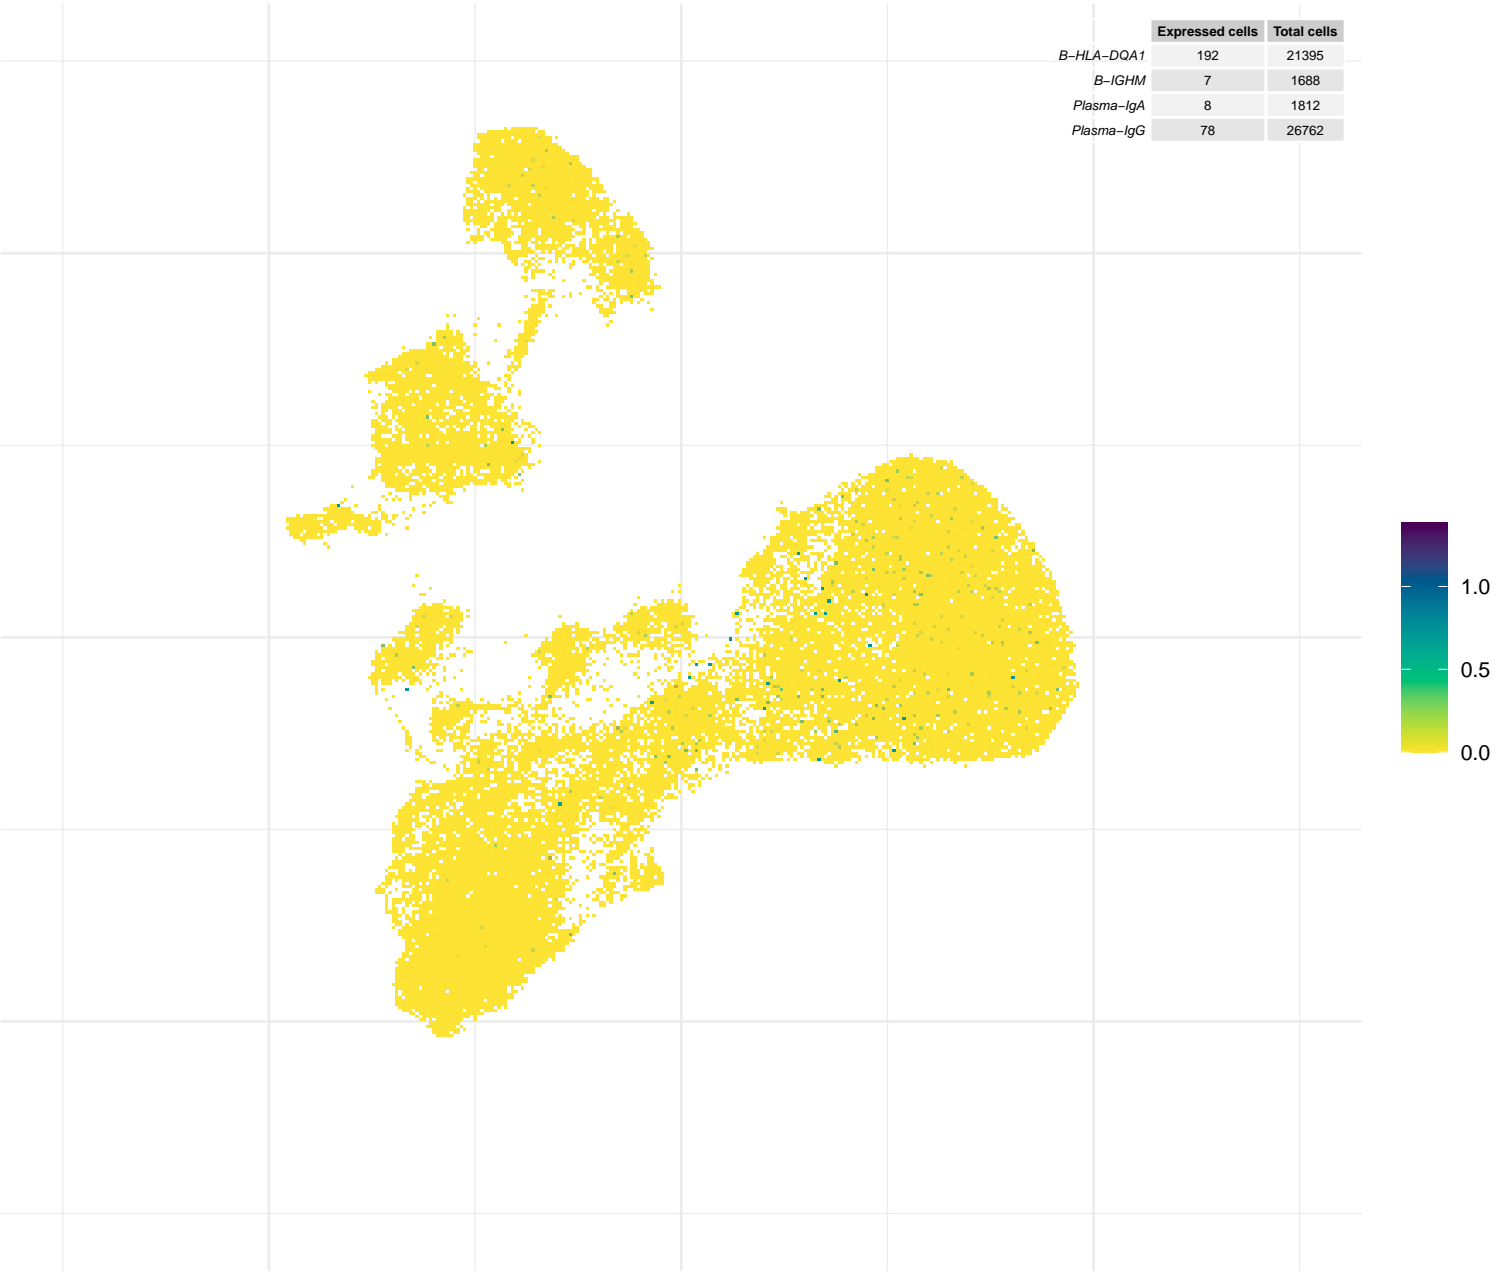 Expressed cells Total cells
B−HLA−DQA1 192 21395
B−IGHM 7 1688
Plasma−IgA 8 1812
Plasma−IgG 78 26762
1.0
0.5
0.0